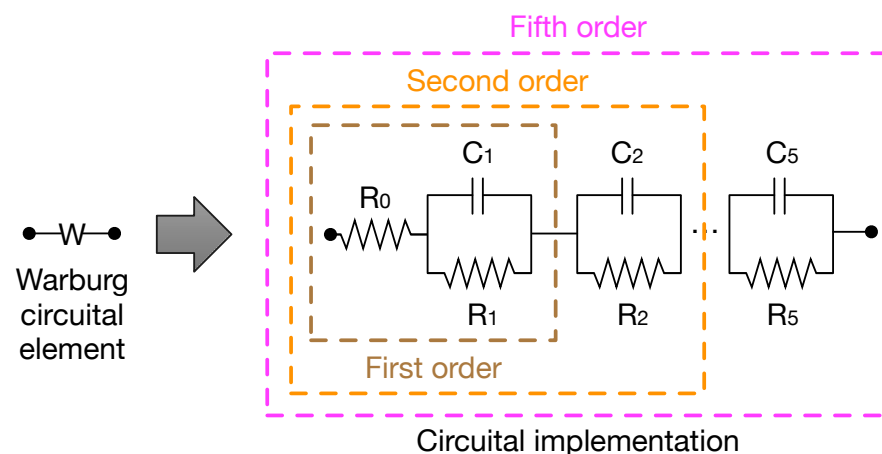 Fifth order
Second order
C1
C2
C5
R0
W
...
Warburg
circuital
element
R1
R2
R5
First order
Circuital implementation